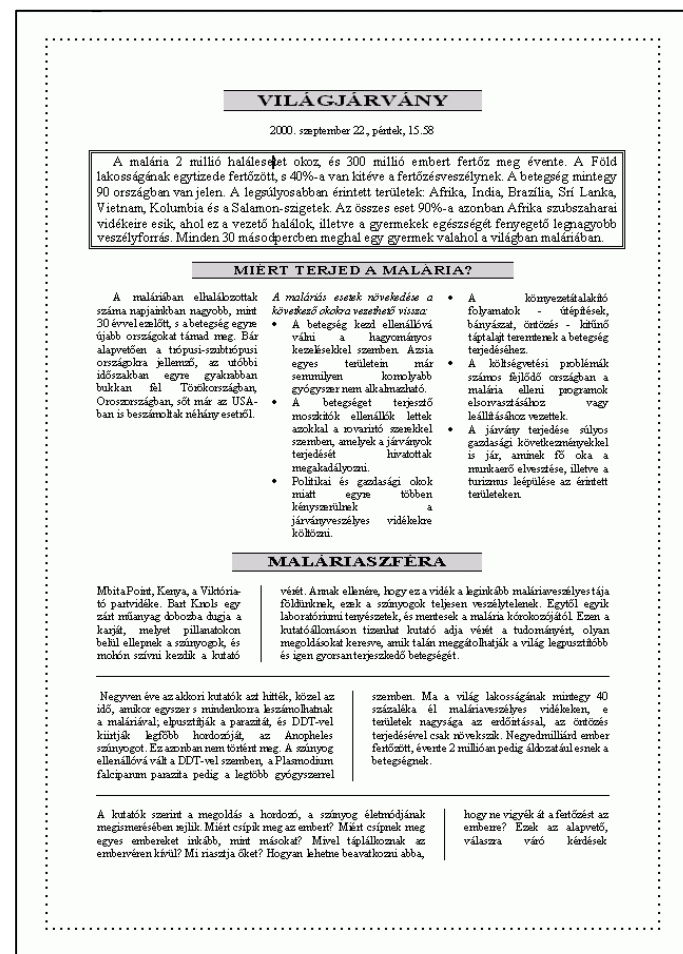 VILÁGJÁRVÁNY
2000. szeptember 22., péntek, 15.58
A malária 2 millió halálesetet okoz, és 300 millió embert fertőz meg évente. A Föld
lakosságának egytizede fertőzött, s 40%-a van kitéve a fertőzésveszélynek. A betegség mintegy
90 országban van jelen. A legsúlyosabban érintett területek: Afrika, India, Brazília, Srí Lanka,
Vietnam, Kolumbia és a Salamon-szigetek. Az összes eset 90%-a azonban Afrika szubszaharai
vidékeire esik, ahol ez a vezető halálok, illetve a gyermekek egészségét fenyegető legnagyobb
veszélyforrás. Minden 30 másodpercben meghal egy gyermek valahol a világban maláriában.
MIÉRT TERJED A MALÁRIA?
A maláriában elhalálozottak
száma napjainkban nagyobb, mint
30 évvel ezelőtt, s a betegség egyre
újabb országokat támad meg. Bár
alapvetően a trópusi-szubtrópusi
országokra jellemző, az utóbbi
időszakban egyre gyakrabban
bukkan fel Törökországban,
Oroszországban, sőt már az USA-
ban is beszámoltak néhány esetről.
A maláriás esetek növekedése a
következő okokra vezethető vissza:
• A betegség kezd ellenállóvá
válni a hagyományos
kezelésekkel szemben. Azsia
egyes területein már
semmilyen komolyabb
gyógyszer nem alkalmazható.
• A betegséget terjesztő
moszkitók ellenállók lettek
azokkal a rovarirtó szerekkel
szemben, amelyek a járványok
terjedését hivatottak
megakadályozni.
• Politikai és gazdasági okok
miatt egyre többen
kényszerülnek a
járványveszélyes vidékekre
költözni.
• A környezetátalakító
folyamatok - útépítések,
bányászat, öntözés - kitűnő
táptalajt teremtenek a betegség
terjedéséhez.
• A költségvetési problémák
számos fejlődő országban a
malária elleni programok
elsorvasztásához vagy
leállításához vezettek.
• A járvány terjedése súlyos
gazdasági következményekkel
is jár, aminek fő oka a
munkaerő elvesztése, illetve a
turizmus leépülése az érintett
területeken.
MALÁRIASZFÉRA
Mbita Point, Kenya, a Viktória-
tó partvidéke. Bart Knols egy
zárt műanyag dobozba dugja a
karját, melyet pillanatokon
belül ellepnek a szúnyogok, és
mohón szívni kezdik a kutató
vérét. Annak ellenére, hogy ez a vidék a leginkább maláriaveszélyes tája
földünknek, ezek a szúnyogok teljesen veszélytelenek. Egytől egyik
laboratóriumi tenyészetek, és mentesek a malária kórokozójától. Ezen a
kutatóállomáson tizenhat kutató adja vérét a tudományért, olyan
megoldásokat keresve, amik talán meggátolhatják a világ legpusztítóbb
és igen gyorsan terjeszkedő betegségét.
Negyven éve az akkori kutatók azt hitték, közel az
idő, amikor egyszer s mindenkorra leszámolhatnak
a maláriával; elpusztítják a parazitát, és DDT-vel
kiirtják legfőbb hordozóját, az Anopheles
szúnyogot. Ez azonban nem történt meg. A szúnyog
ellenállóvá vált a DDT-vel szemben, a Plasmodium
falciparum parazita pedig a legtöbb gyógyszerrel
szemben. Ma a világ lakosságának mintegy 40
százaléka él maláriaveszélyes vidékeken, e
területek nagysága az erdőirtással, az öntözés
terjedésével csak növekszik. Negyedmilliárd ember
fertőzött, évente 2 millióan pedig áldozatául esnek a
betegségnek.
A kutatók szerint a megoldás a hordozó, a szúnyog életmódjának
megismerésében rejlik. Miért csípik meg az embert? Miért csípnek meg
egyes embereket inkább, mint másokat? Mivel táplálkoznak az
embervéren kívül? Mi riasztja őket? Hogyan lehetne beavatkozni abba,
hogy ne vigyék át a fertőzést az
emberre? Ezek az alapvető,
válaszra váró kérdések